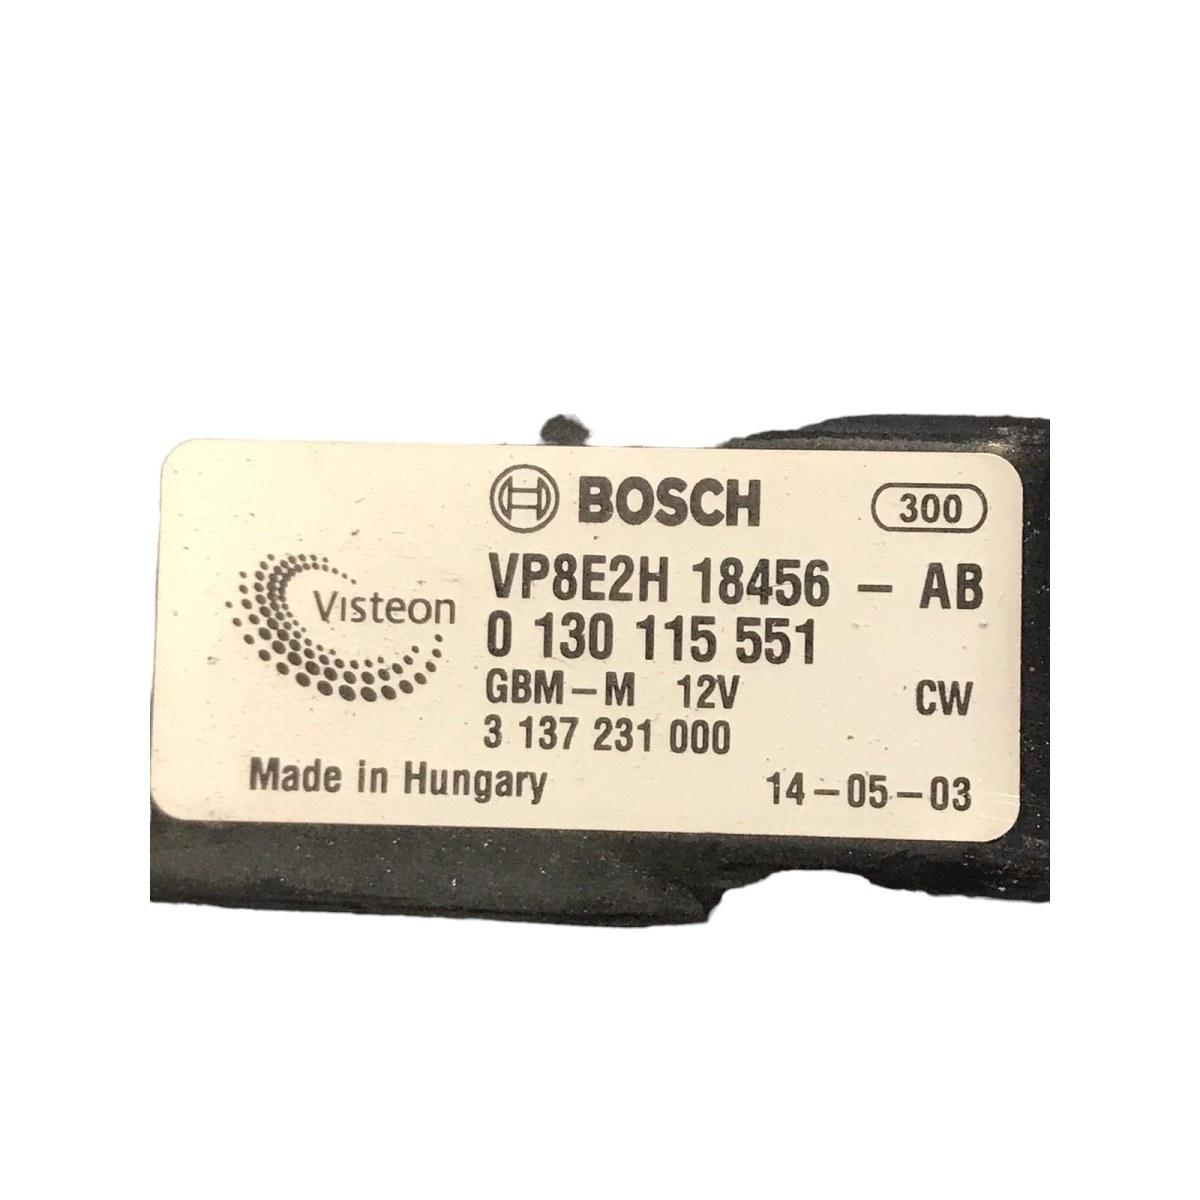 BOSCH 300
Visteon
VP8E2H 18456 – AB
0 130 115 551
GBM – M 12V CW
3 137 231 000
Made in Hungary 14 – 05 – 03